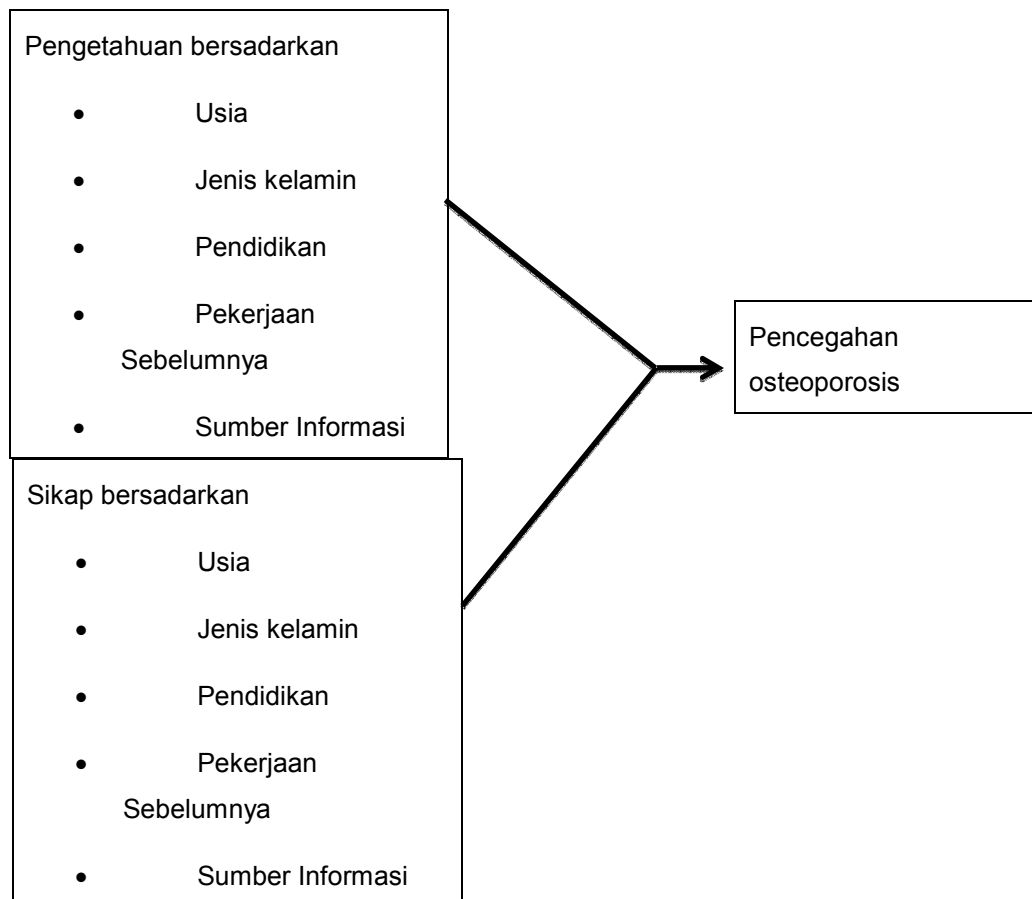 Pengetahuan bersadarkan
• Usia
• Jenis kelamin
• Pendidikan
• Pekerjaan
Sebelumnya
• Sumber Informasi
Sikap bersadarkan
• Usia
• Jenis kelamin
• Pendidikan
• Pekerjaan
Sebelumnya
• Sumber Informasi
Pencegahan
osteoporosis